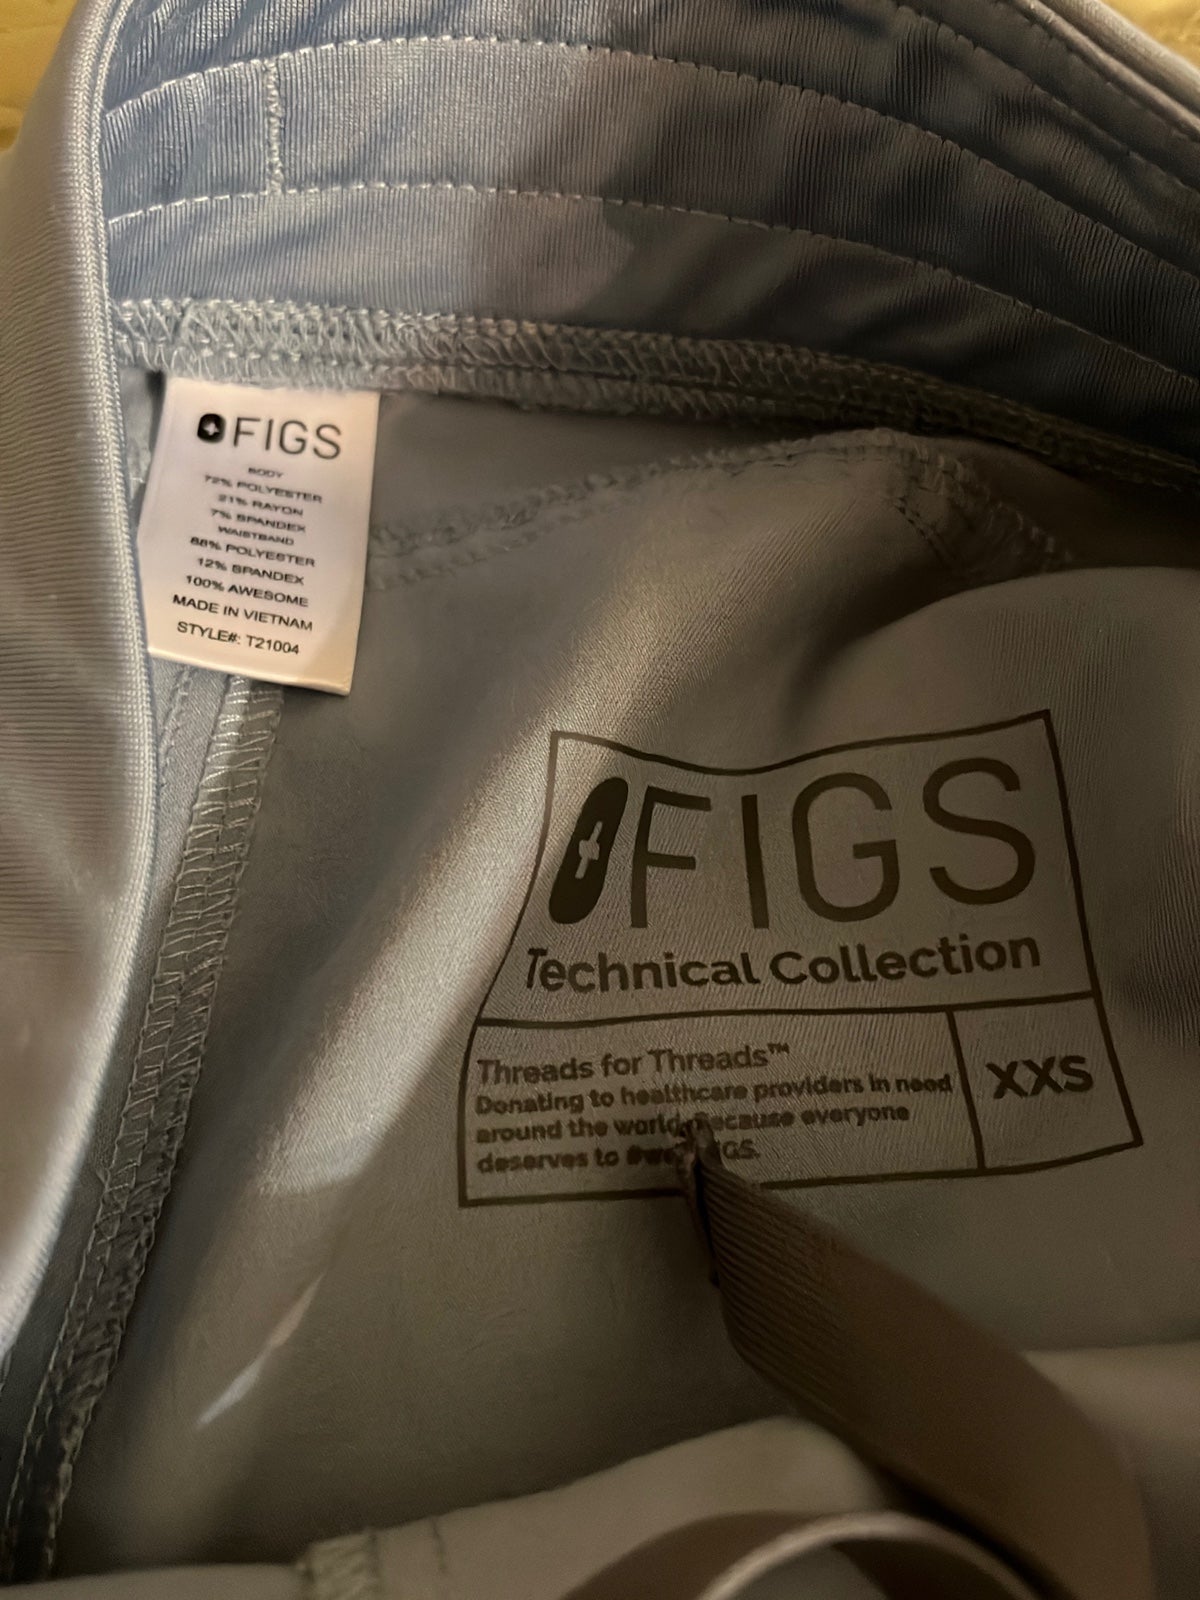 FIGS
BODY
72% POLYESTER
21% RAYON
7% SPANDEX
WAISTBAND
88% POLYESTER
12% SPANDEX
100% AWESOME
MADE IN VIETNAM
STYLE#: T21004
FIGS
Technical Collection
Threads for Threads™
Donating to healthcare providers in need
around the world. Because everyone
deserves to
XXS